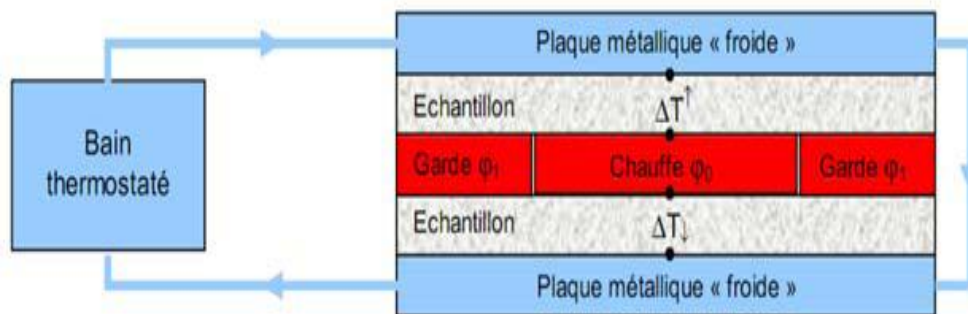 Plaque métallique « froide »
Bain
thermostaté
Echantillon
ΔT↑
Garde φ₁
Chauffe φ₀
Garde φ₁
Echantillon
ΔT↓
Plaque métallique « froide »